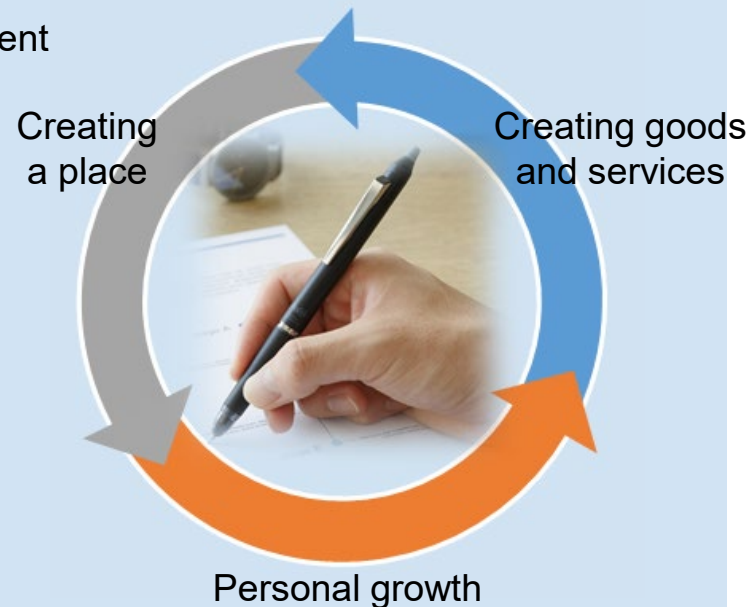 ent
Creating
a place
Creating goods
and services
Personal growth